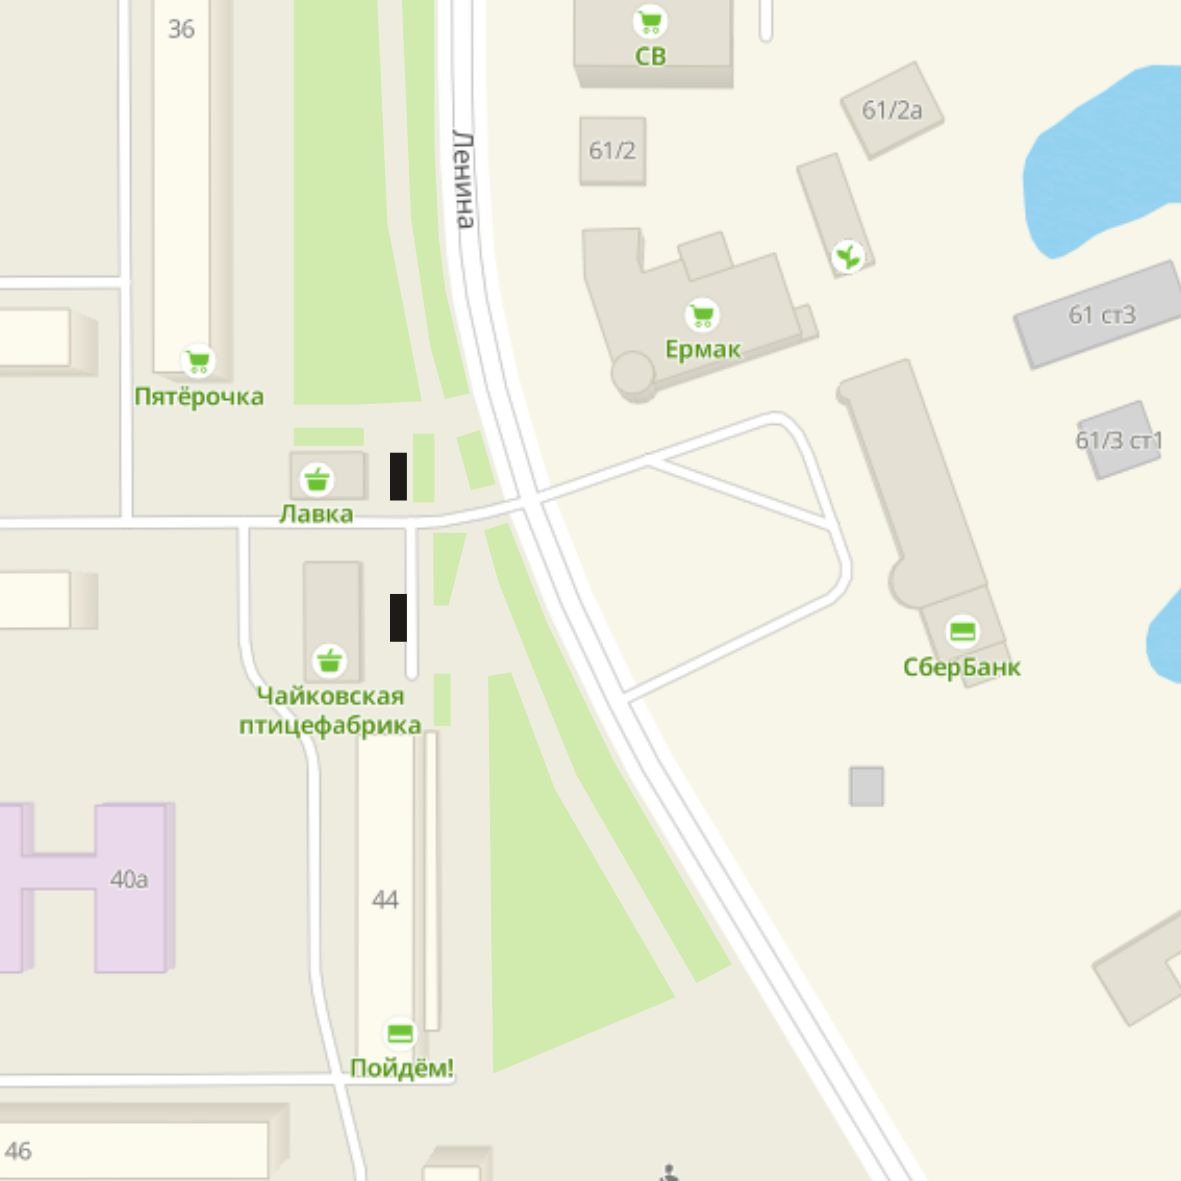 36
СВ
61/2а
61/2
Ленина
61 ст3
Ермак
Пятёрочка
61/3 ст1
Лавка
СберБанк
Чайковская
птицефабрика
40а
44
Пойдём!
46